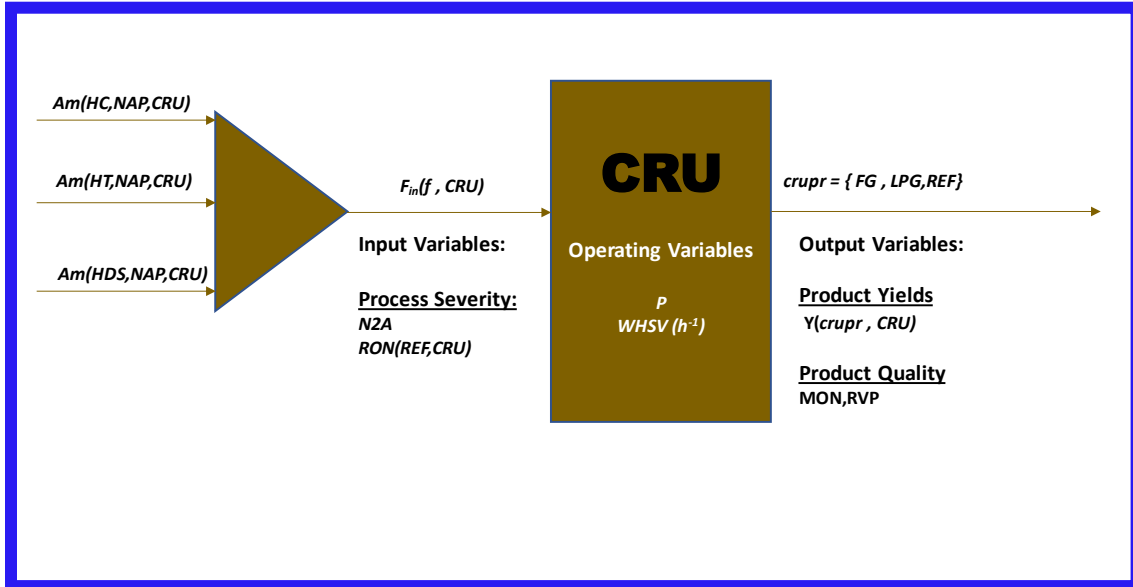 Am(HC,NAP,CRU)
Am(HT,NAP,CRU)
Am(HDS,NAP,CRU)
Fin(f , CRU)
Input Variables:
Process Severity:
N2A
RON(REF,CRU)
CRU
Operating Variables
P
WHSV (h-1)
crupr = { FG , LPG,REF}
Output Variables:
Product Yields
Y(crupr , CRU)
Product Quality
MON,RVP